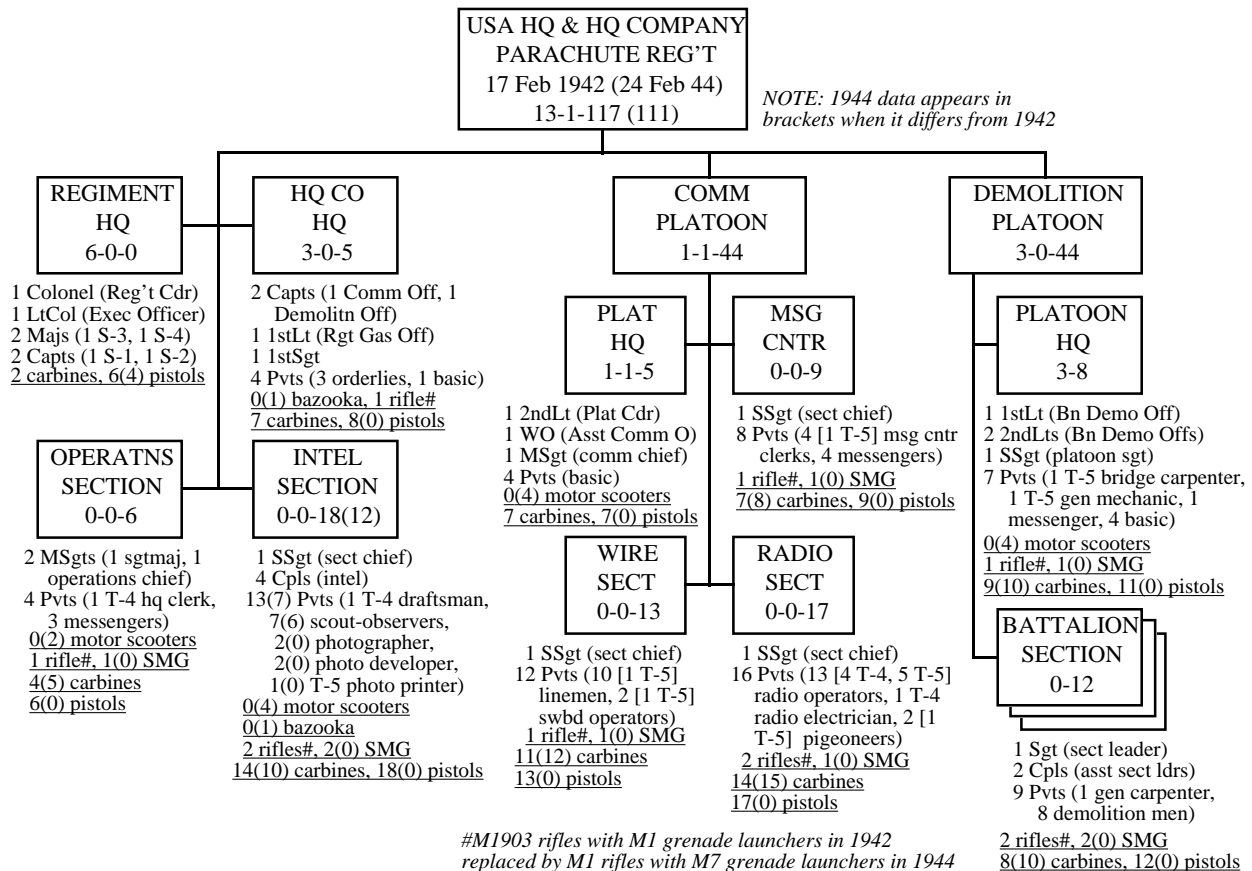 USA HQ & HQ COMPANY
PARACHUTE REG'T
17 Feb 1942 (24 Feb 44)
13-1-117 (111)
NOTE: 1944 data appears in
brackets when it differs from 1942
REGIMENT
HQ
6-0-0
1 Colonel (Reg't Cdr)
1 LtCol (Exec Officer)
2 Majs (1 S-3, 1 S-4)
2 Capts (1 S-1, 1 S-2)
2 carbines, 6(4) pistols
HQ CO
HQ
3-0-5
2 Capts (1 Comm Off, 1
Demolitn Off)
1 1stLt (Rgt Gas Off)
1 1stSgt
4 Pvts (3 orderlies, 1 basic)
0(1) bazooka, 1 rifle#
7 carbines, 8(0) pistols
OPERATNS
SECTION
0-0-6
2 MSgts (1 sgtmaj, 1
operations chief)
4 Pvts (1 T-4 hq clerk,
3 messengers)
0(2) motor scooters
1 rifle#, 1(0) SMG
4(5) carbines
6(0) pistols
INTEL
SECTION
0-0-18(12)
1 SSgt (sect chief)
4 Cpls (intel)
13(7) Pvts (1 T-4 draftsman,
7(6) scout-observers,
2(0) photographer,
2(0) photo developer,
1(0) T-5 photo printer)
0(4) motor scooters
0(1) bazooka
2 rifles#, 2(0) SMG
14(10) carbines, 18(0) pistols
COMM
PLATOON
1-1-44
PLAT
HQ
1-1-5
1 2ndLt (Plat Cdr)
1 WO (Asst Comm O)
1 MSgt (comm chief)
4 Pvts (basic)
0(4) motor scooters
7 carbines, 7(0) pistols
MSG
CNTR
0-0-9
1 SSgt (sect chief)
8 Pvts (4 [1 T-5] msg cntr
clerks, 4 messengers)
1 rifle#, 1(0) SMG
7(8) carbines, 9(0) pistols
WIRE
SECT
0-0-13
1 SSgt (sect chief)
12 Pvts (10 [1 T-5]
linemen, 2 [1 T-5]
swbd operators)
1 rifle#, 1(0) SMG
11(12) carbines
13(0) pistols
RADIO
SECT
0-0-17
1 SSgt (sect chief)
16 Pvts (13 [4 T-4, 5 T-5]
radio operators, 1 T-4
radio electrician, 2 [1
T-5] pigeoneers)
2 rifles#, 1(0) SMG
14(15) carbines
17(0) pistols
DEMOLITION
PLATOON
3-0-44
PLATOON
HQ
3-8
1 1stLt (Bn Demo Off)
2 2ndLts (Bn Demo Offs)
1 SSgt (platoon sgt)
7 Pvts (1 T-5 bridge carpenter,
1 T-5 gen mechanic, 1
messenger, 4 basic)
0(4) motor scooters
1 rifle#, 1(0) SMG
9(10) carbines, 11(0) pistols
BATTALION
SECTION
0-12
1 Sgt (sect leader)
2 Cpls (asst sect ldrs)
9 Pvts (1 gen carpenter,
8 demolition men)
2 rifles#, 2(0) SMG
8(10) carbines, 12(0) pistols
#M1903 rifles with M1 grenade launchers in 1942
replaced by M1 rifles with M7 grenade launchers in 1944